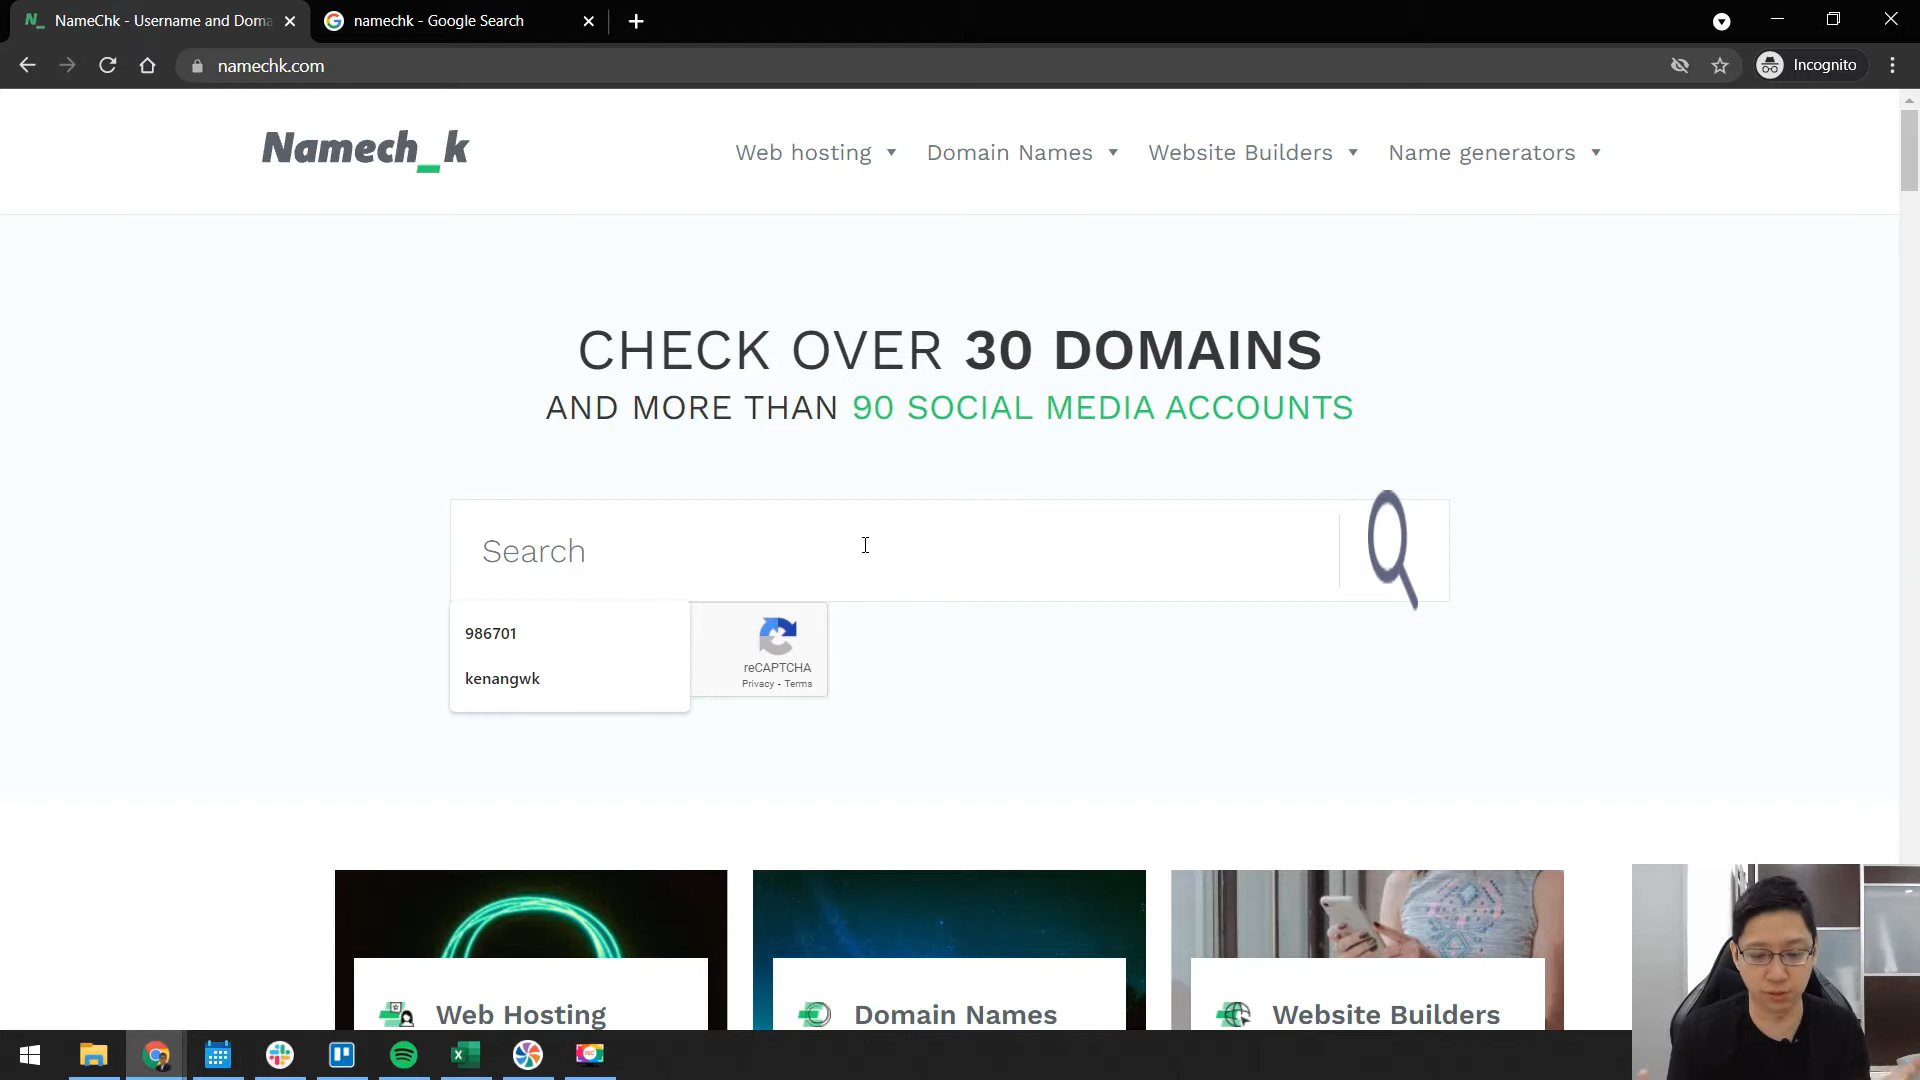 NameChk - Username and Doma
namechk - Google Search
namechk.com
Incognito
Namech_k
Web hosting
Domain Names
Website Builders
Name generators
CHECK OVER 30 DOMAINS
AND MORE THAN 90 SOCIAL MEDIA ACCOUNTS
Search
986701
kenangwk
reCAPTCHA
Privacy - Terms
Web Hosting
Domain Names
Website Builders